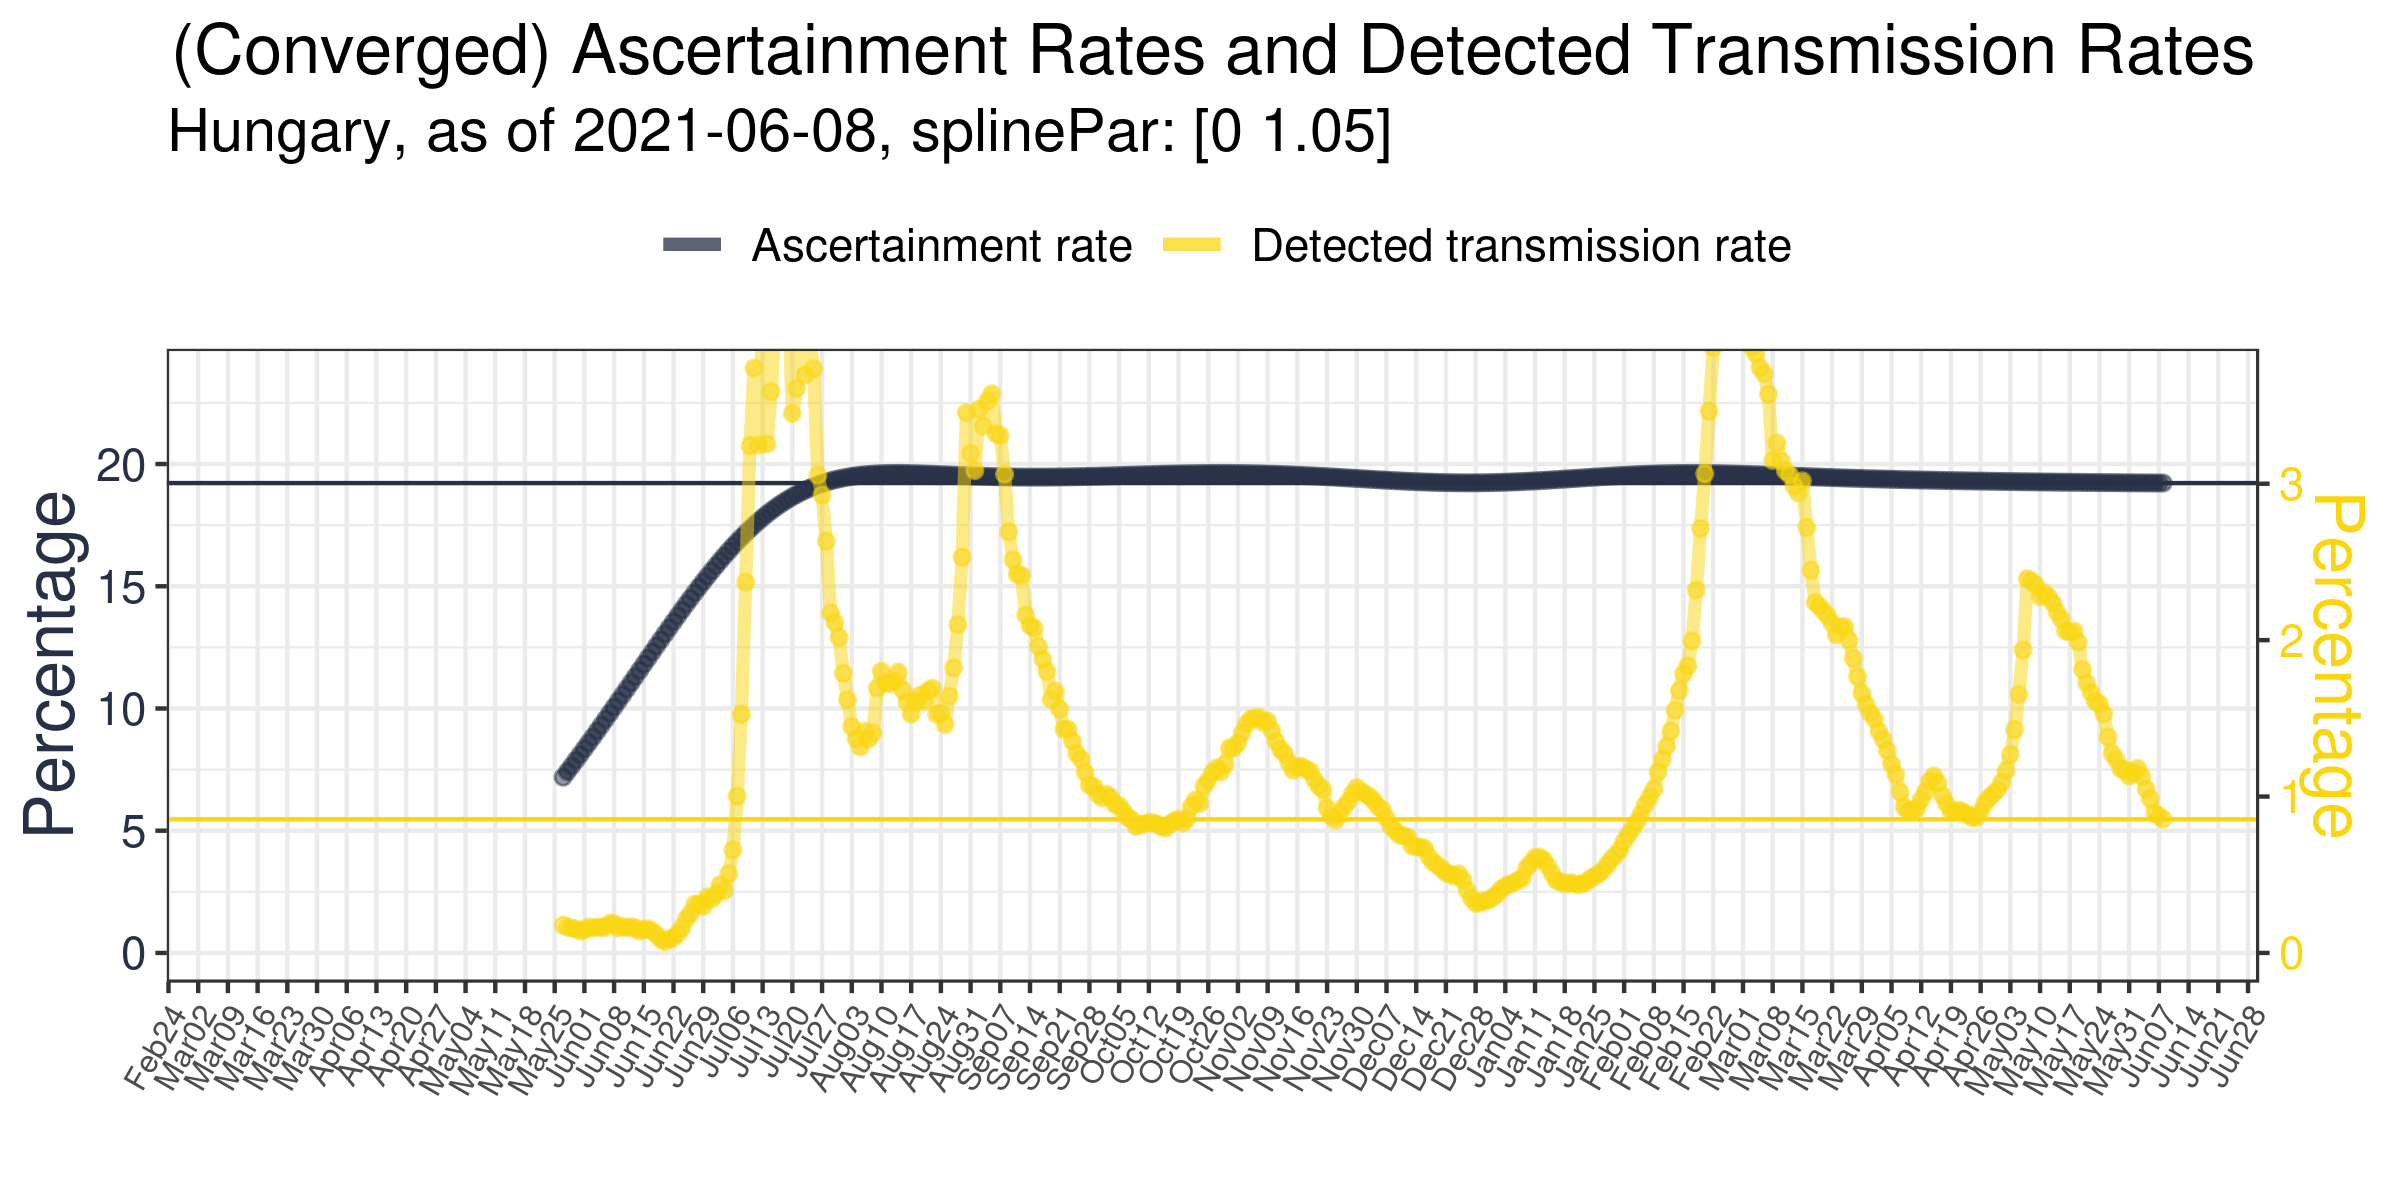 (Converged) Ascertainment Rates and Detected Transmission Rates
Hungary, as of 2021-06-08, splinePar: [0 1.05]
Ascertainment rate
Detected transmission rate
Percentage
20
15
10
5
0
3
2
1
0
Percentage
Feb24
Mar02
Mar09
Mar16
Mar23
Mar30
Apr06
Apr13
Apr20
Apr27
May04
May11
May18
May25
Jun01
Jun08
Jun15
Jun22
Jun29
Jul06
Jul13
Jul20
Jul27
Aug03
Aug10
Aug17
Aug24
Aug31
Sep07
Sep14
Sep21
Sep28
Oct05
Oct12
Oct19
Oct26
Nov02
Nov09
Nov16
Nov23
Nov30
Dec07
Dec14
Dec21
Dec28
Jan04
Jan11
Jan18
Jan25
Feb01
Feb08
Feb15
Feb22
Mar01
Mar08
Mar15
Mar22
Mar29
Apr05
Apr12
Apr19
Apr26
May03
May10
May17
May24
May31
Jun07
Jun14
Jun21
Jun28